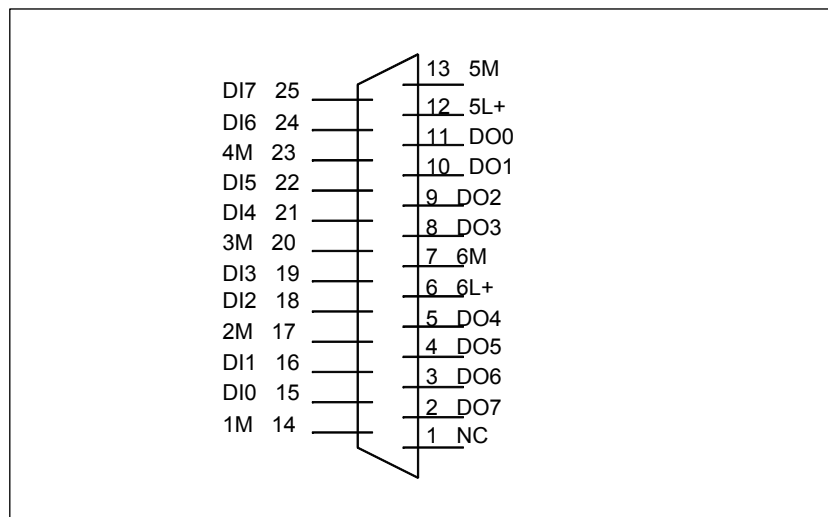 13 5M
DI7 25
12 5L+
DI6 24
11 DO0
4M 23
10 DO1
DI5 22
9 DO2
DI4 21
8 DO3
3M 20
7 6M
DI3 19
6 6L+
DI2 18
5 DO4
2M 17
4 DO5
DI1 16
3 DO6
DI0 15
2 DO7
1M 14
1 NC